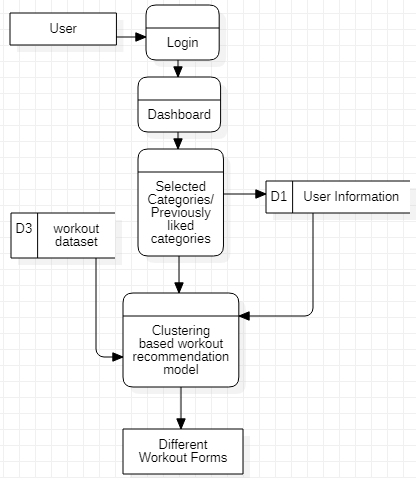 User
Login
Dashboard
Selected
Categories/
Previously
liked
categories
D1 User Information
D3 workout
dataset
Clustering
based workout
recommendation
model
Different
Workout Forms